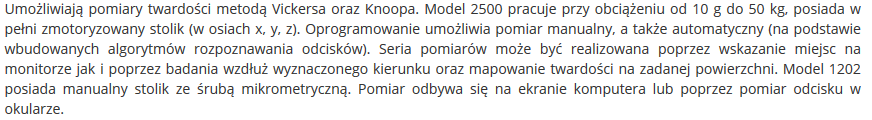 Umożliwiają pomiary twardości metodą Vickersa oraz Knoopa. Model 2500 pracuje przy obciążeniu od 10 g do 50 kg, posiada w
pełni zmotoryzowany stolik (w osiach x, y, z). Oprogramowanie umożliwia pomiar manualny, a także automatyczny (na podstawie
wbudowanych algorytmów rozpoznawania odcisków). Seria pomiarów może być realizowana poprzez wskazanie miejsc na
monitorze jak i poprzez badania wzdłuż wyznaczonego kierunku oraz mapowanie twardości na zadanej powierzchni. Model 1202
posiada manualny stolik ze śrubą mikrometryczną. Pomiar odbywa się na ekranie komputera lub poprzez pomiar odcisku w
okularze.